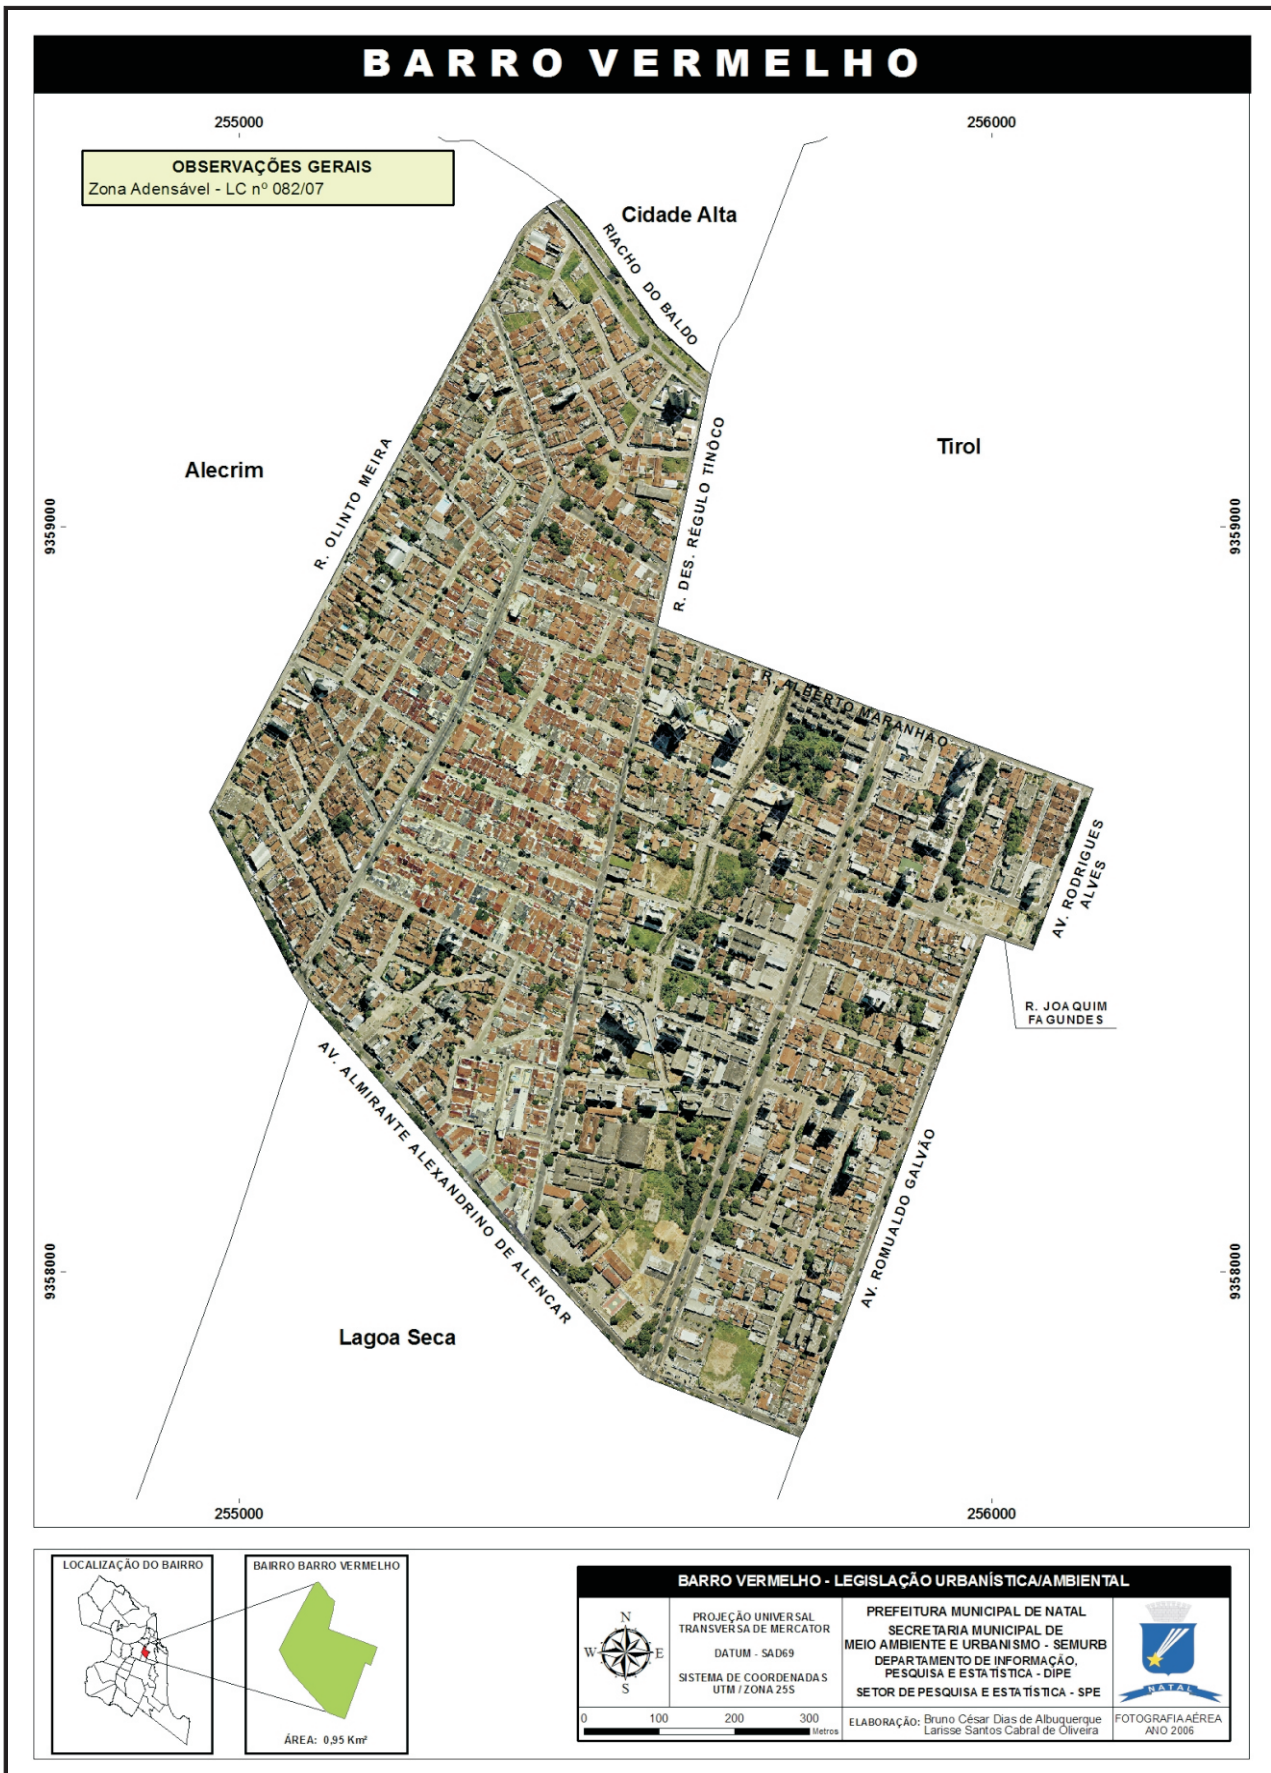 BARRO VERMELHO
255000
256000
OBSERVAÇÕES GERAIS
Zona Adensável - LC nº 082/07
Cidade Alta
RIACHO DO BALDO
Alecrim
Tirol
R. OLINTO MEIRA
R. DES. RÉGULO TINÔCO
9359000
9359000
R. ALBERTO MARANHAO
AV. RODRIGUES
ALVES
R. JOAQUIM
FAGUNDES
AV. ALMIRANTE ALEXANDRINO DE ALENCAR
AV. ROMUALDO GALVÃO
9358000
9358000
Lagoa Seca
255000
256000
LOCALIZAÇÃO DO BAIRRO
BAIRRO BARRO VERMELHO
ÁREA: 0,95 Km²
BARRO VERMELHO - LEGISLAÇÃO URBANÍSTICA/AMBIENTAL
N
W
E
S
PROJEÇÃO UNIVERSAL
TRANSVERSA DE MERCATOR
DATUM - SAD69
SISTEMA DE COORDENADAS
UTM / ZONA 25S
PREFEITURA MUNICIPAL DE NATAL
SECRETARIA MUNICIPAL DE
MEIO AMBIENTE E URBANISMO - SEMURB
DEPARTAMENTO DE INFORMAÇÃO,
PESQUISA E ESTATÍSTICA - DIPE
SETOR DE PESQUISA E ESTATÍSTICA - SPE
NATAL
0 100 200 300
Metros
ELABORAÇÃO: Bruno César Dias de Albuquerque
Larisse Santos Cabral de Oliveira
FOTOGRAFIA AÉREA
ANO 2006